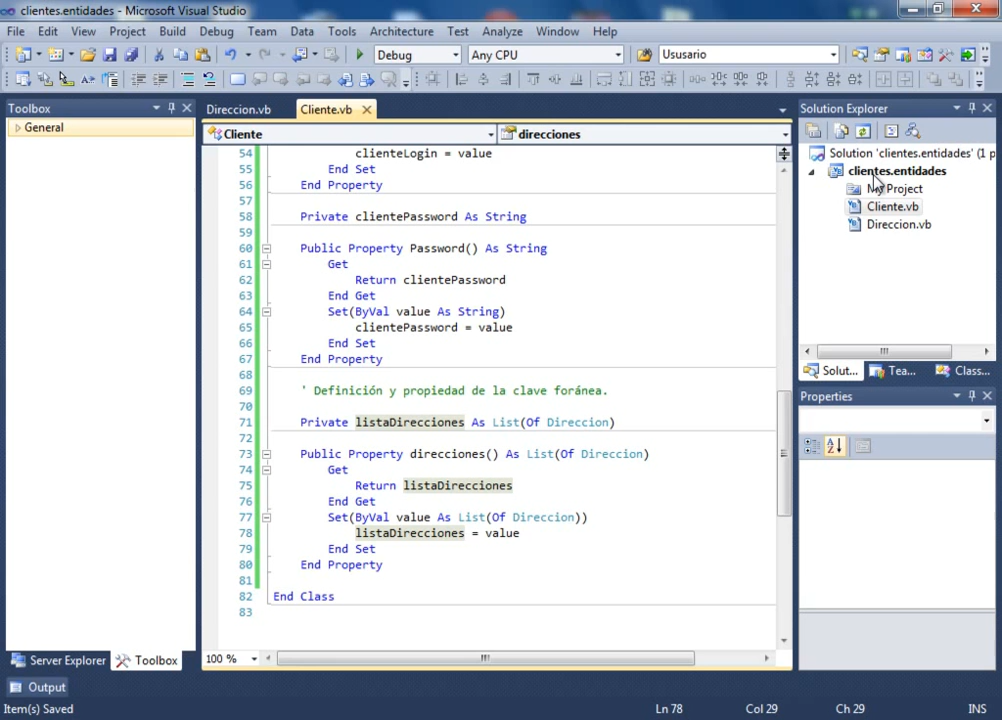 clientes.entidades - Microsoft Visual Studio
File Edit View Project Build Debug Team Data Tools Architecture Test Analyze Window Help
Debug Any CPU Usuario
Toolbox
General
Direccion.vb Cliente.vb
Cliente direcciones
54 clienteLogin = value
55 End Set
56 End Property
57
58 Private clientePassword As String
59
60 Public Property Password() As String
61 Get
62 Return clientePassword
63 End Get
64 Set(ByVal value As String)
65 clientePassword = value
66 End Set
67 End Property
68
69 ' Definición y propiedad de la clave foránea.
70
71 Private listaDirecciones As List(Of Direccion)
72
73 Public Property direcciones() As List(Of Direccion)
74 Get
75 Return listaDirecciones
76 End Get
77 Set(ByVal value As List(Of Direccion))
78 listaDirecciones = value
79 End Set
80 End Property
81
82 End Class
83
100 %
Solution Explorer
Solution 'clientes.entidades' (1 p
clientes.entidades
My Project
Cliente.vb
Direccion.vb
Solut... Tea... Class...
Properties
Server Explorer Toolbox
Output
Item(s) Saved Ln 78 Col 29 Ch 29 INS